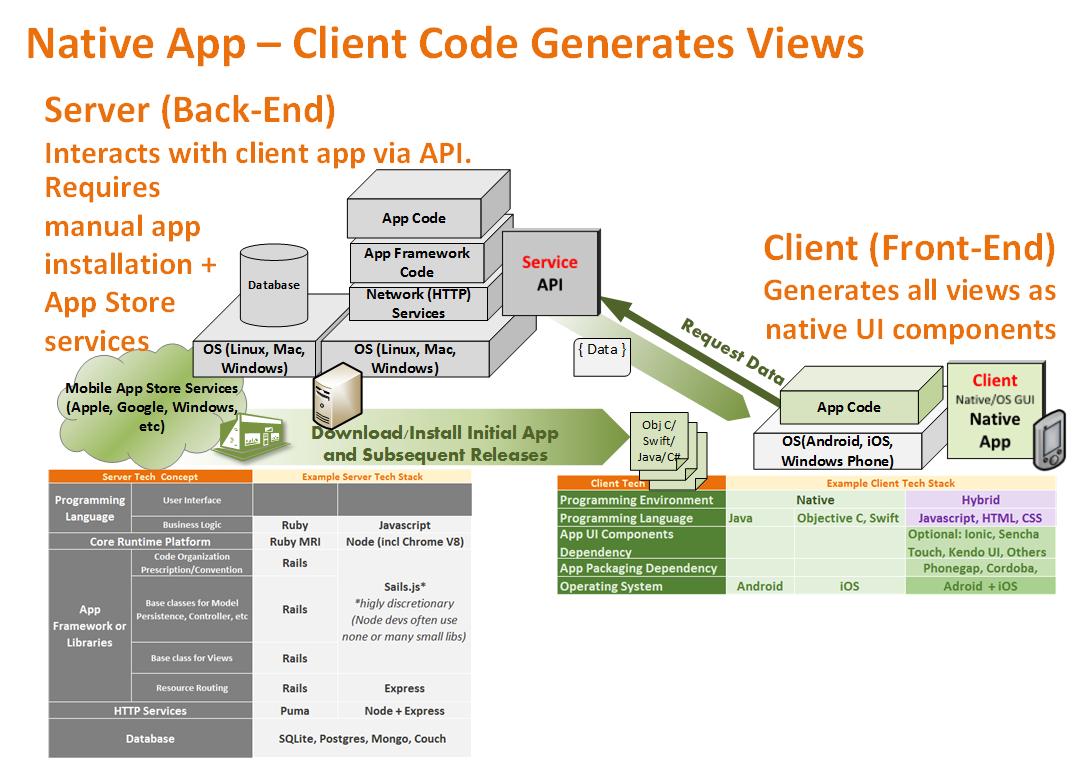 Native App – Client Code Generates Views
Server (Back-End)
Interacts with client app via API.
Requires
manual app
installation +
App Store
services
App Code
App Framework
Code
Network (HTTP)
Services
Database
OS (Linux, Mac,
Windows)
OS (Linux, Mac,
Windows)
Service
API
Client (Front-End)
Generates all views as
native UI components
Request Data
{ Data }
Mobile App Store Services
(Apple, Google, Windows,
etc)
Download/Install Initial App
and Subsequent Releases
Obj C/
Swift/
Java/C#
App Code
OS(Android, iOS,
Windows Phone)
Client
Native/OS GUI
Native
App
Server Tech Concept Example Server Tech Stack
Programming
Language
User Interface
Business Logic Ruby Javascript
Core Runtime Platform Ruby MRI Node (incl Chrome V8)
App
Framework or
Libraries
Code Organization
Prescription/Convention
Rails
Base classes for Model
Persistence, Controller, etc
Rails
Sails.js*
*higly discretionary
(Node devs often use
none or many small libs)
Base class for Views Rails
Resource Routing Rails Express
HTTP Services Puma Node + Express
Database SQLite, Postgres, Mongo, Couch
Client Tech Example Client Tech Stack
Programming Environment Native Hybrid
Programming Language Java Objective C, Swift Javascript, HTML, CSS
App UI Components
Dependency
Optional: Ionic, Sencha
Touch, Kendo UI, Others
App Packaging Dependency Phonegap, Cordoba,
Operating System Android iOS Adroid + iOS